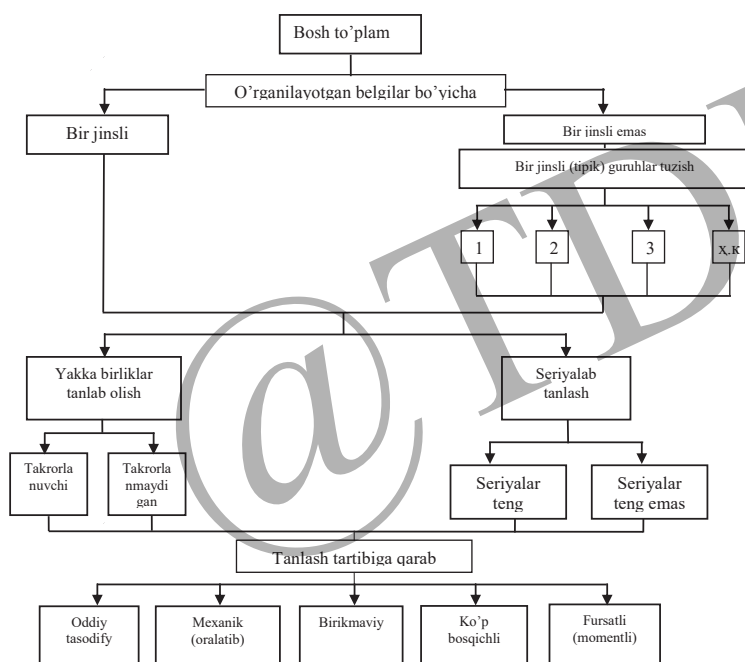 Bosh to’plam
O’rganilayotgan belgilar bo’yicha
Bir jinsli
Bir jinsli emas
Bir jinsli (tipik) guruhlar tuzish
1
2
3
ҳ.к
Yakka birliklar
tanlab olish
Seriyalab
tanlash
Takrorla
nuvchi
Takrorla
nmaydi
gan
Seriyalar
teng
Seriyalar
teng emas
Tanlash tartibiga qarab
Oddiy
tasodify
Mexanik
(oralatib)
Birikmaviy
Ko’p
bosqichli
Fursatli
(momentli)
@TD